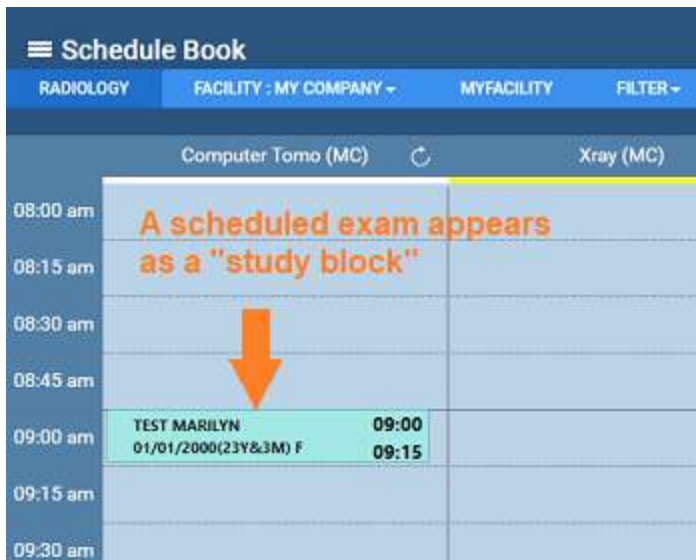 Schedule Book
RADIOLOGY FACILITY : MY COMPANY MYFACILITY FILTER
Computer Tomo (MC) Xray (MC)
08:00 am
A scheduled exam appears
08:15 am
as a "study block"
08:30 am
08:45 am
TEST MARILYN 09:00
09:00 am
01/01/2000(23Y&3M) F 09:15
09:15 am
09:30 am